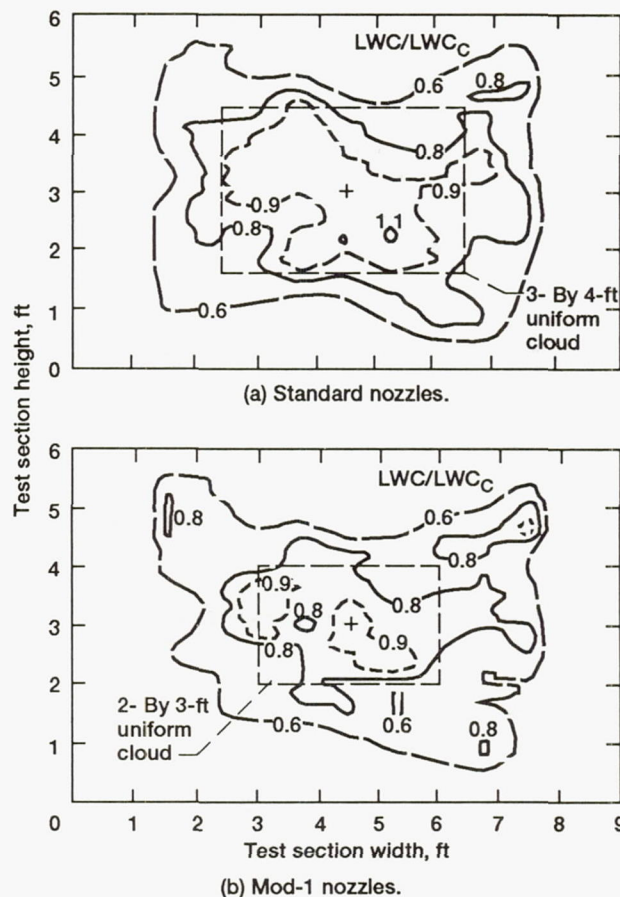 6
LWC/LWCC
5
0.6
0.8
4
0.8
3
0.9
0.9
1.1
2
0.8
1
0.6
3- By 4-ft
uniform
cloud
0
(a) Standard nozzles.
Test section height, ft
6
LWC/LWCC
5
0.8
0.6
4
0.8
0.9
0.8
0.8
3
0.9
0.8
2
2- By 3-ft
uniform
cloud
0.6
0.6
0.8
1
0
1 2 3 4 5 6 7 8 9
Test section width, ft
(b) Mod-1 nozzles.